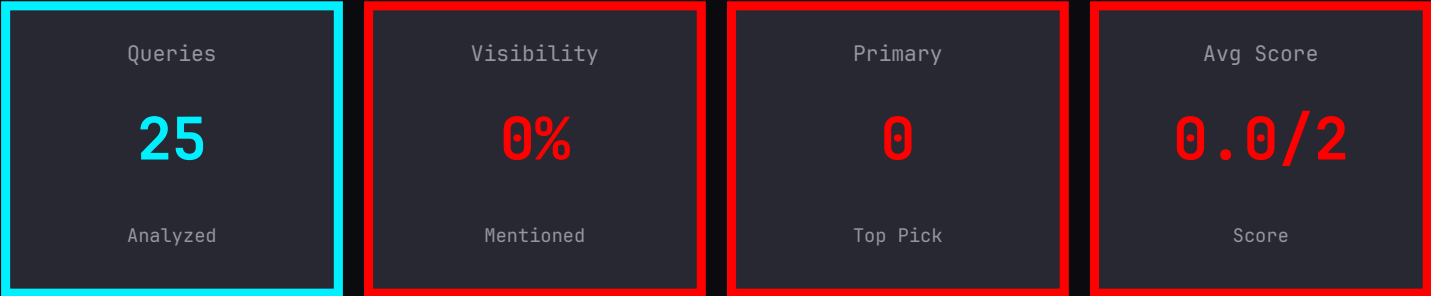 Queries
25
Analyzed
Visibility
0%
Mentioned
Primary
0
Top Pick
Avg Score
0.0/2
Score